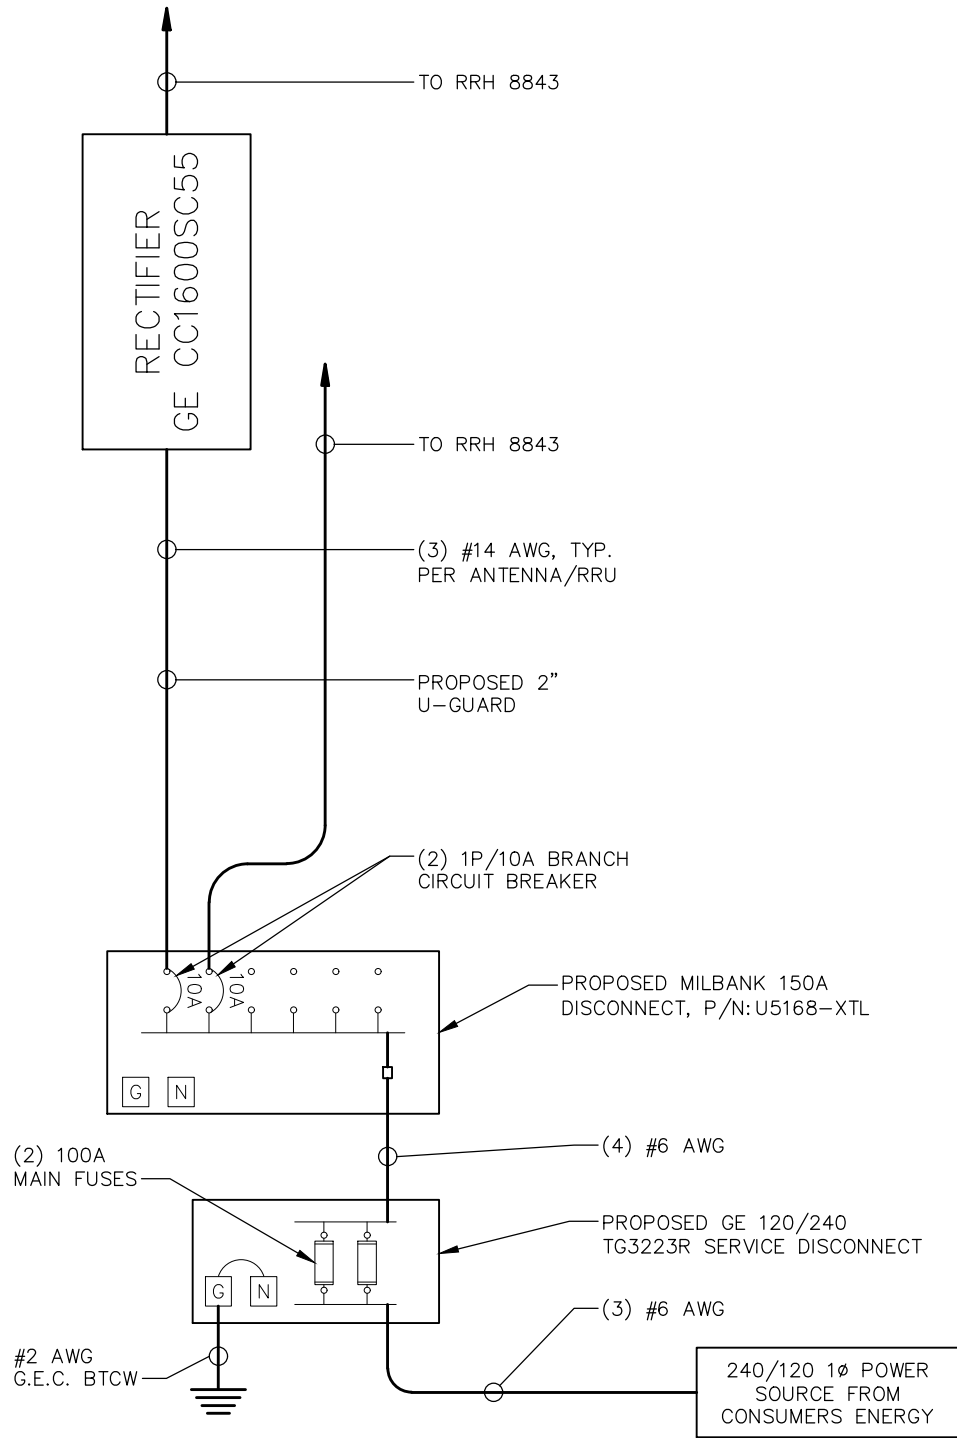 TO RRH 8843
RECTIFIER
GE CC1600SC55
TO RRH 8843
(3) #14 AWG, TYP.
PER ANTENNA/RRU
PROPOSED 2”
U-GUARD
(2) 1P/10A BRANCH
CIRCUIT BREAKER
10A
10A
PROPOSED MILBANK 150A
DISCONNECT, P/N:U5168-XTL
G
N
(4) #6 AWG
(2) 100A
MAIN FUSES
PROPOSED GE 120/240
TG3223R SERVICE DISCONNECT
G
N
(3) #6 AWG
#2 AWG
G.E.C. BTCW
240/120 1ø POWER
SOURCE FROM
CONSUMERS ENERGY